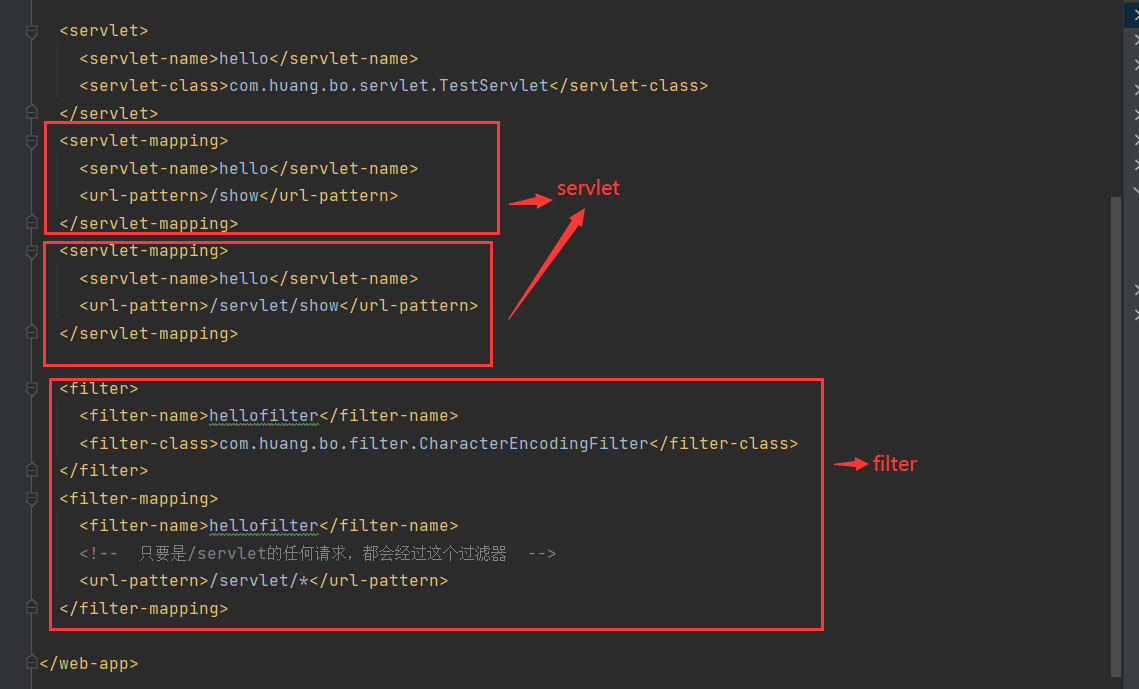 <servlet>
<servlet-name>hello</servlet-name>
<servlet-class>com.huang.bo.servlet.TestServlet</servlet-class>
</servlet>
<servlet-mapping>
<servlet-name>hello</servlet-name>
<url-pattern>/show</url-pattern>
</servlet-mapping>
servlet
<servlet-mapping>
<servlet-name>hello</servlet-name>
<url-pattern>/servlet/show</url-pattern>
</servlet-mapping>
<filter>
<filter-name>hellofilter</filter-name>
<filter-class>com.huang.bo.filter.CharacterEncodingFilter</filter-class>
</filter>
filter
<filter-mapping>
<filter-name>hellofilter</filter-name>
<!-- 只要是/servlet的任何请求，都会经过这个过滤器 -->
<url-pattern>/servlet/*</url-pattern>
</filter-mapping>
</web-app>